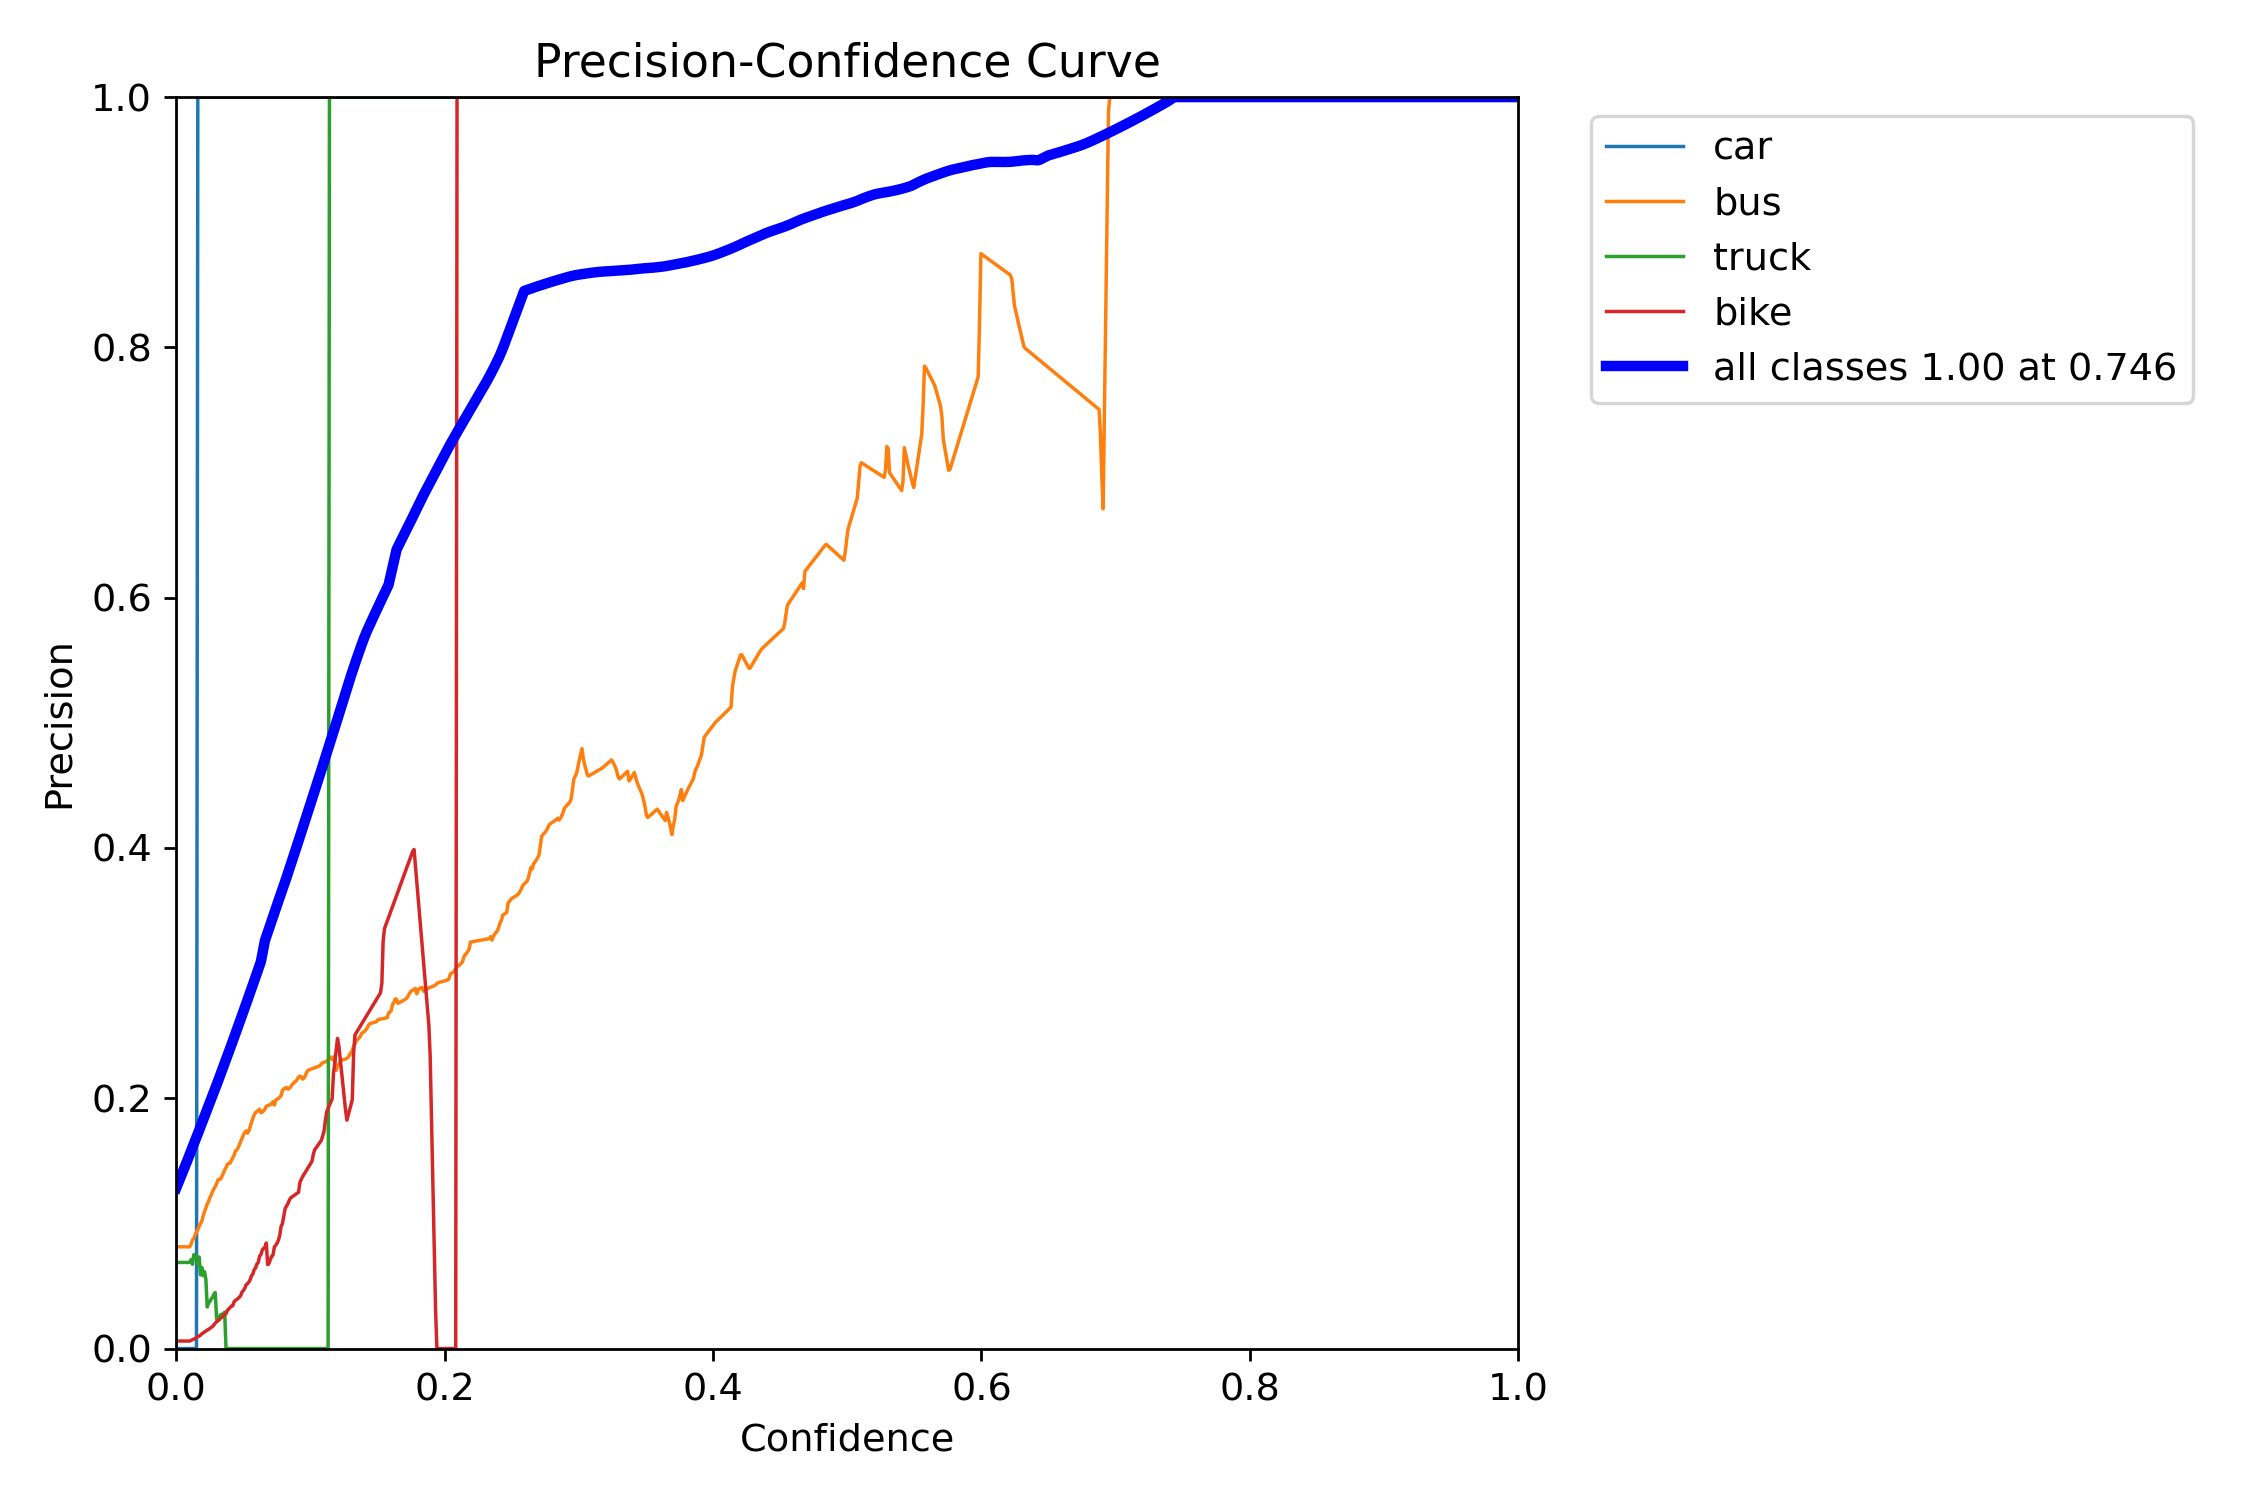 Precision-Confidence Curve
1.0
0.8
0.6
0.4
0.2
0.0
Precision
0.0 0.2 0.4 0.6 0.8 1.0
Confidence
car
bus
truck
bike
all classes 1.00 at 0.746